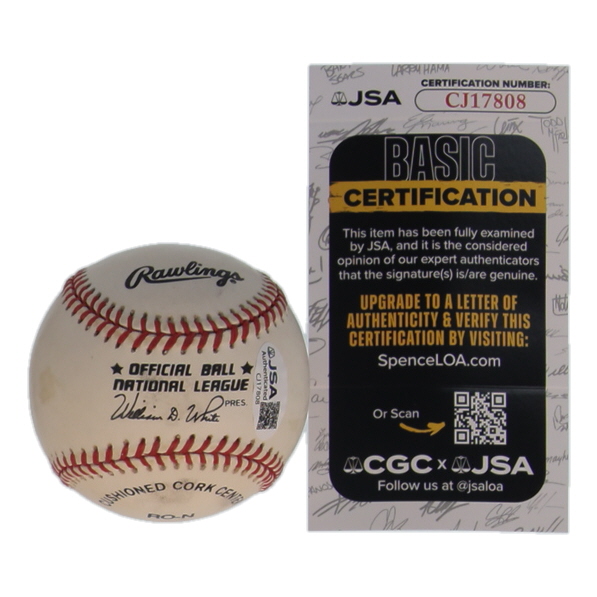 Rawlings
OFFICIAL BALL
NATIONAL LEAGUE
William D. White PRES.
CUSHIONED CORK CENTER
RO-N
JSA
Authenticated
CJ17808
LARRY HAMA
JSA
CERTIFICATION NUMBER:
CJ17808
BASIC
CERTIFICATION
This item has been fully examined
by JSA, and it is the considered
opinion of our expert authenticators
that the signature(s) is/are genuine.
UPGRADE TO A LETTER OF
AUTHENTICITY & VERIFY THIS
CERTIFICATION BY VISITING:
SpenceLOA.com
Or Scan
CGC x JSA
Follow us at @jsaloa